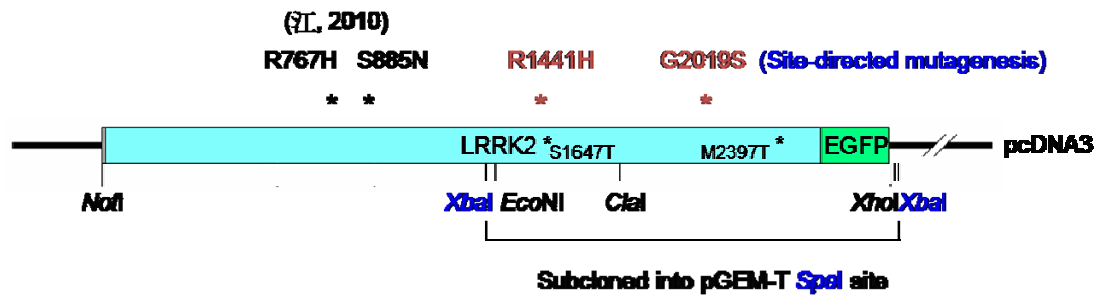 (江, 2010)
R767H S885N R1441H G2019S (Site-directed mutagenesis)
* * * *
LRRK2 * S1647T M2397T * EGFP pcDNA3
NotI XbaI EcoNI ClaI XhoI XbaI
Subcloned into pGEM-T SpeI site